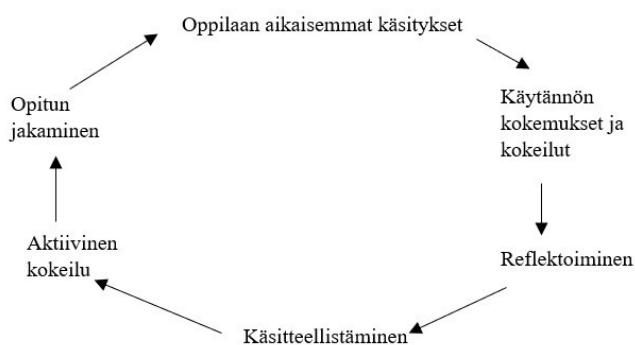 Oppilaan aikaisemmat käsitykset
Käytännön
kokemukset ja
kokeilut
Reflektoiminen
Käsitteellistäminen
Aktiivinen
kokeilu
Opitun
jakaminen